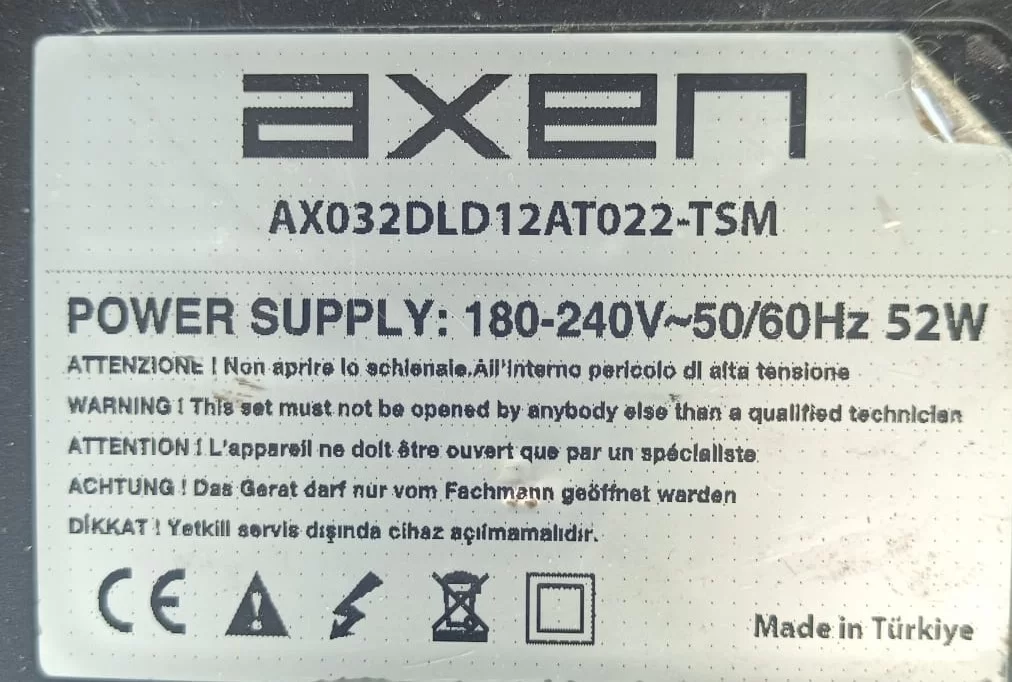 axen
AX032DLD12AT022-TSM
POWER SUPPLY: 180-240V~50/60Hz 52W
ATTENZIONE ! Non aprire lo schienale.All'interno pericolo di alta tensione
WARNING ! This set must not be opened by anybody else than a qualified technician
ATTENTION ! L'appareil ne doit être ouvert que par un spécialiste
ACHTUNG ! Das Gerat darf nur vom Fachmann geöffnet warden
DİKKAT ! Yetkili servis dışında cihaz açılmamalıdır.
CE
Made in Türkiye